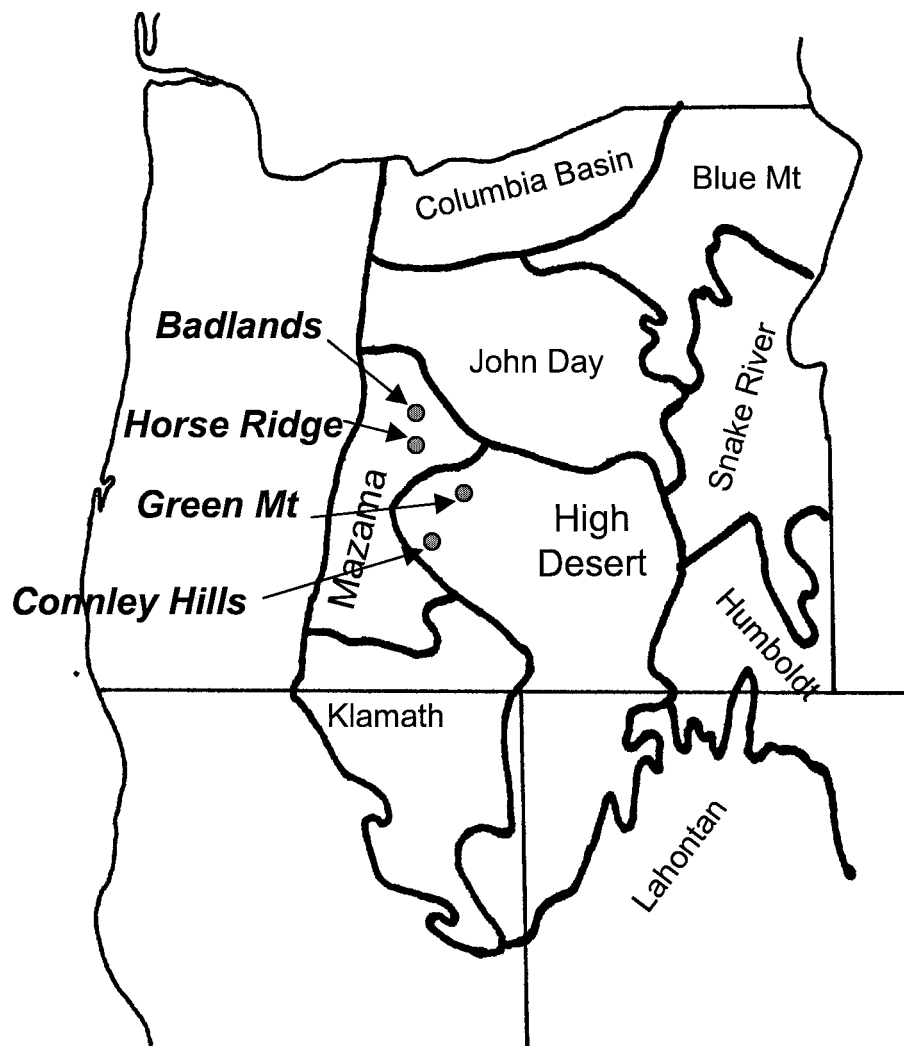 Columbia Basin
Blue Mt
Badlands
John Day
Snake River
Horse Ridge
Green Mt
Mazama
High
Desert
Connley Hills
Humboldt
Klamath
Lahontan